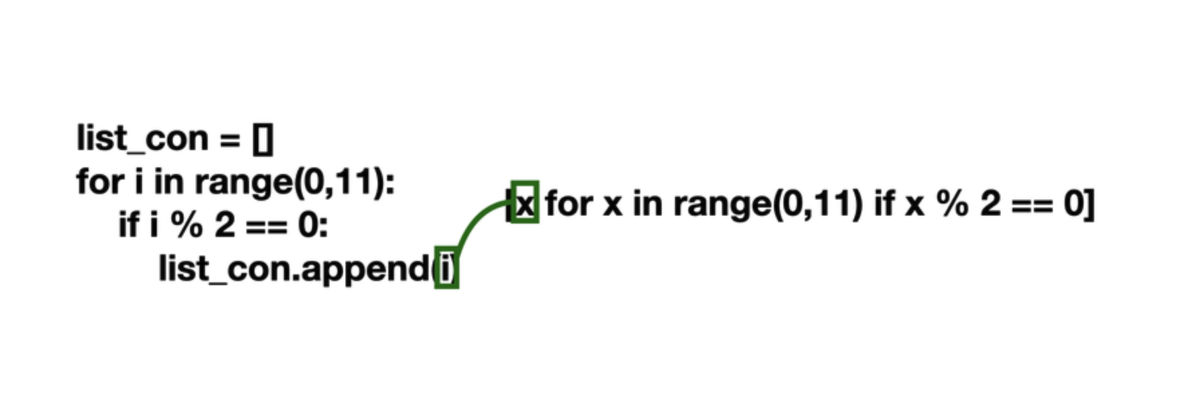 list_con = []
for i in range(0,11):
if i % 2 == 0:
list_con.append(i)
[x for x in range(0,11) if x % 2 == 0]